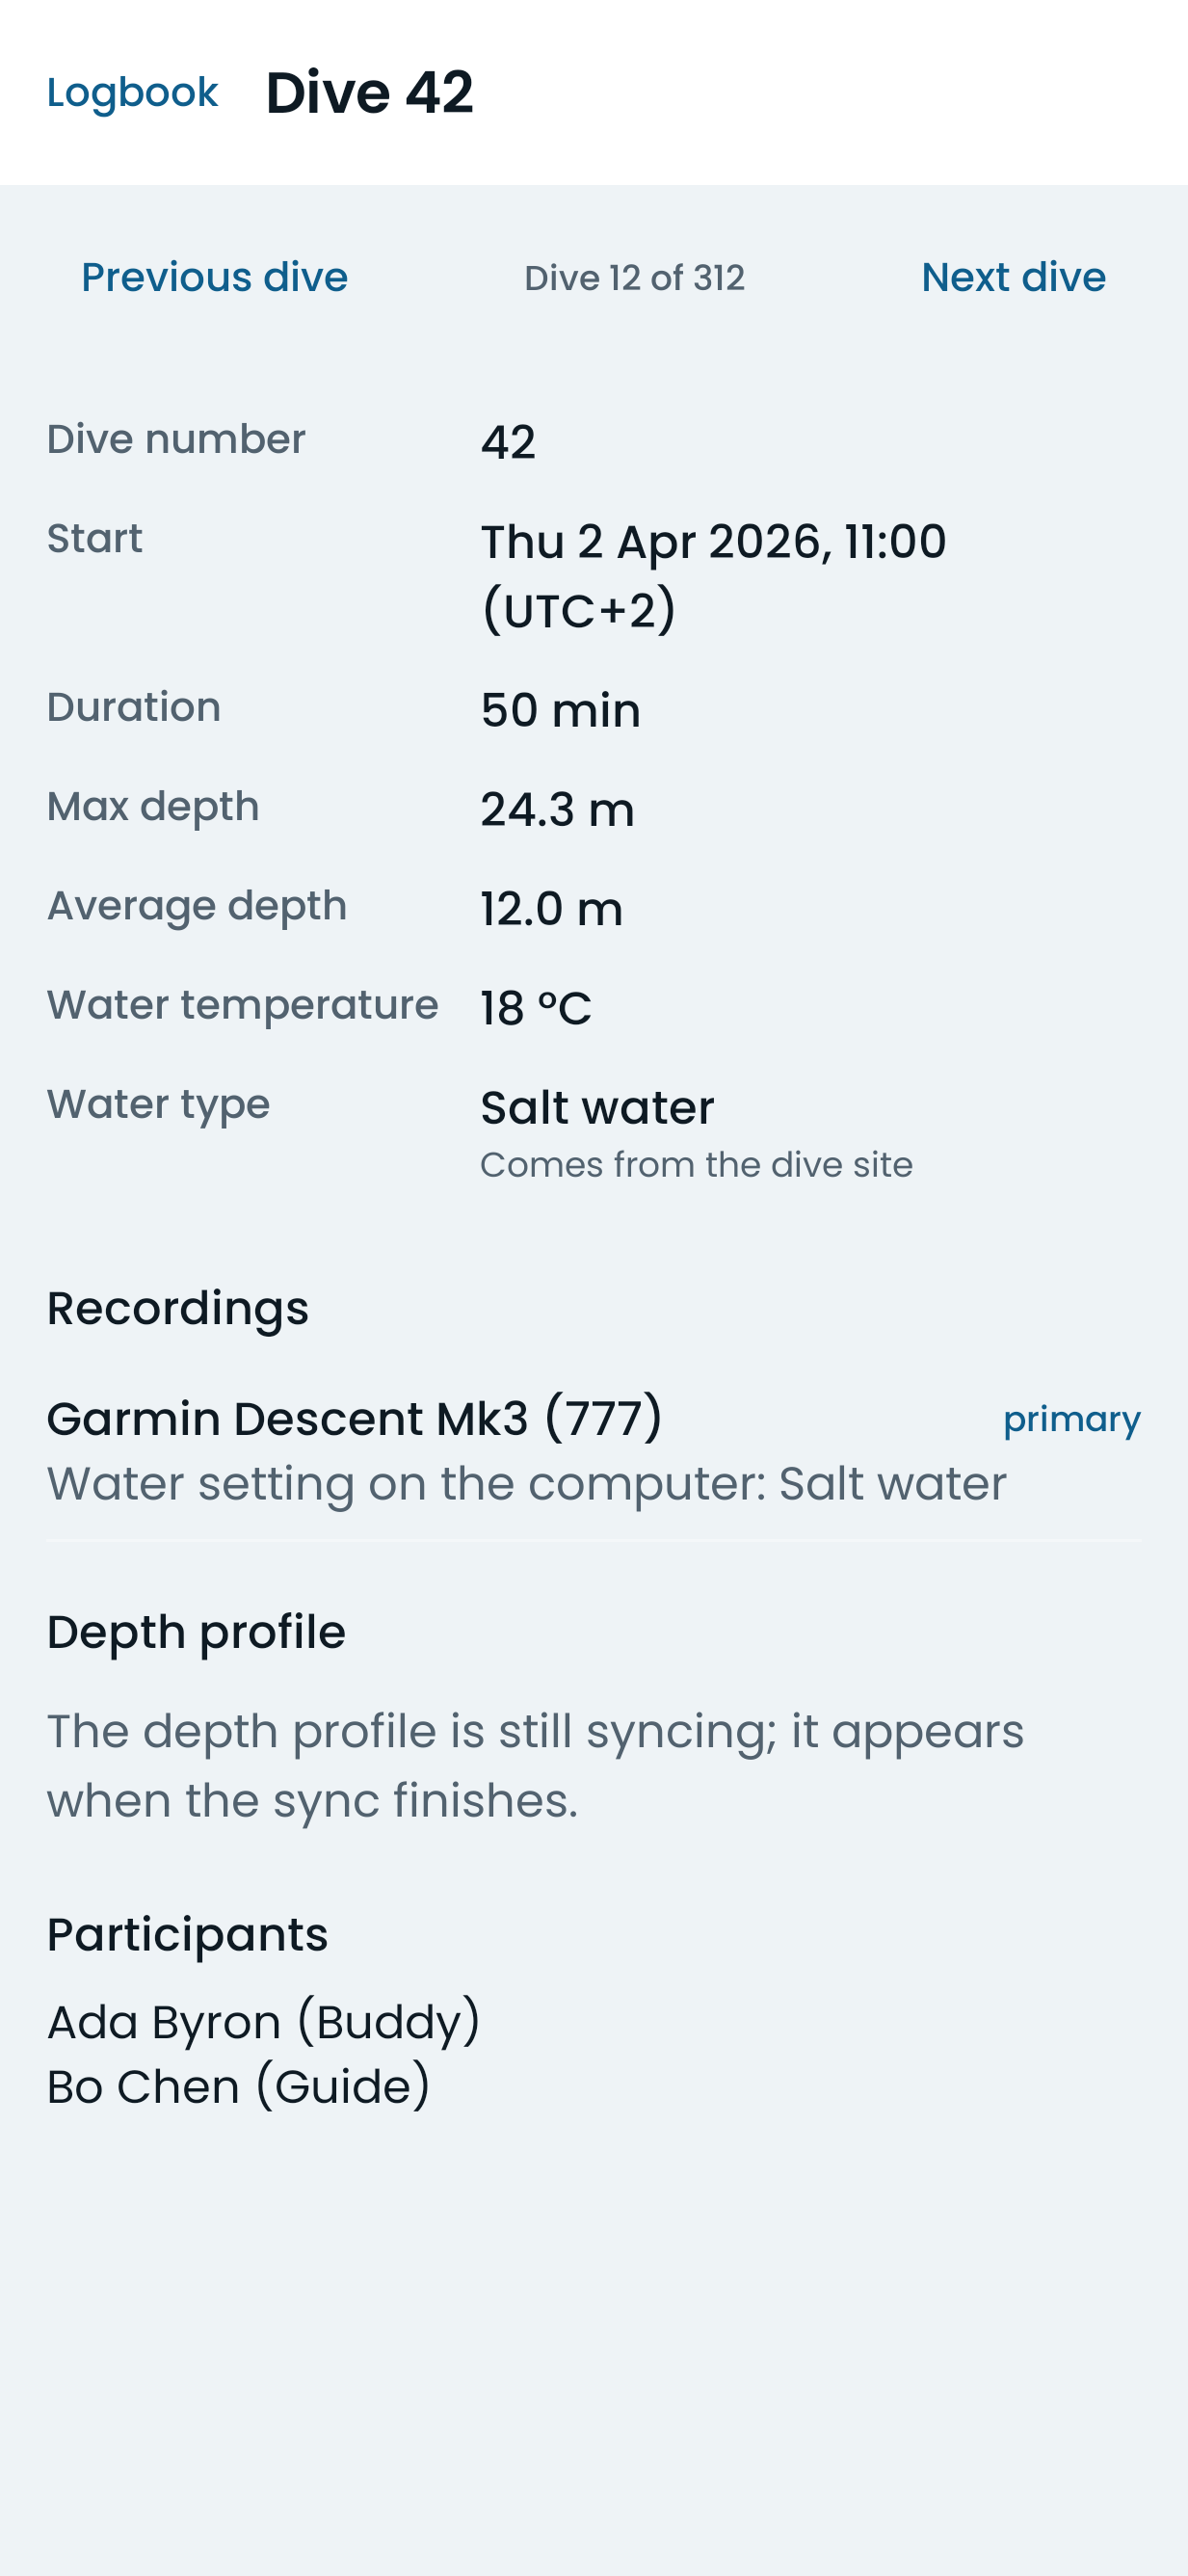 Logbook Dive 42
Previous dive Dive 12 of 312 Next dive
Dive number 42
Start Thu 2 Apr 2026, 11:00
(UTC+2)
Duration 50 min
Max depth 24.3 m
Average depth 12.0 m
Water temperature 18 °C
Water type Salt water
Comes from the dive site
Recordings
Garmin Descent Mk3 (777) primary
Water setting on the computer: Salt water
Depth profile
The depth profile is still syncing; it appears
when the sync finishes.
Participants
Ada Byron (Buddy)
Bo Chen (Guide)